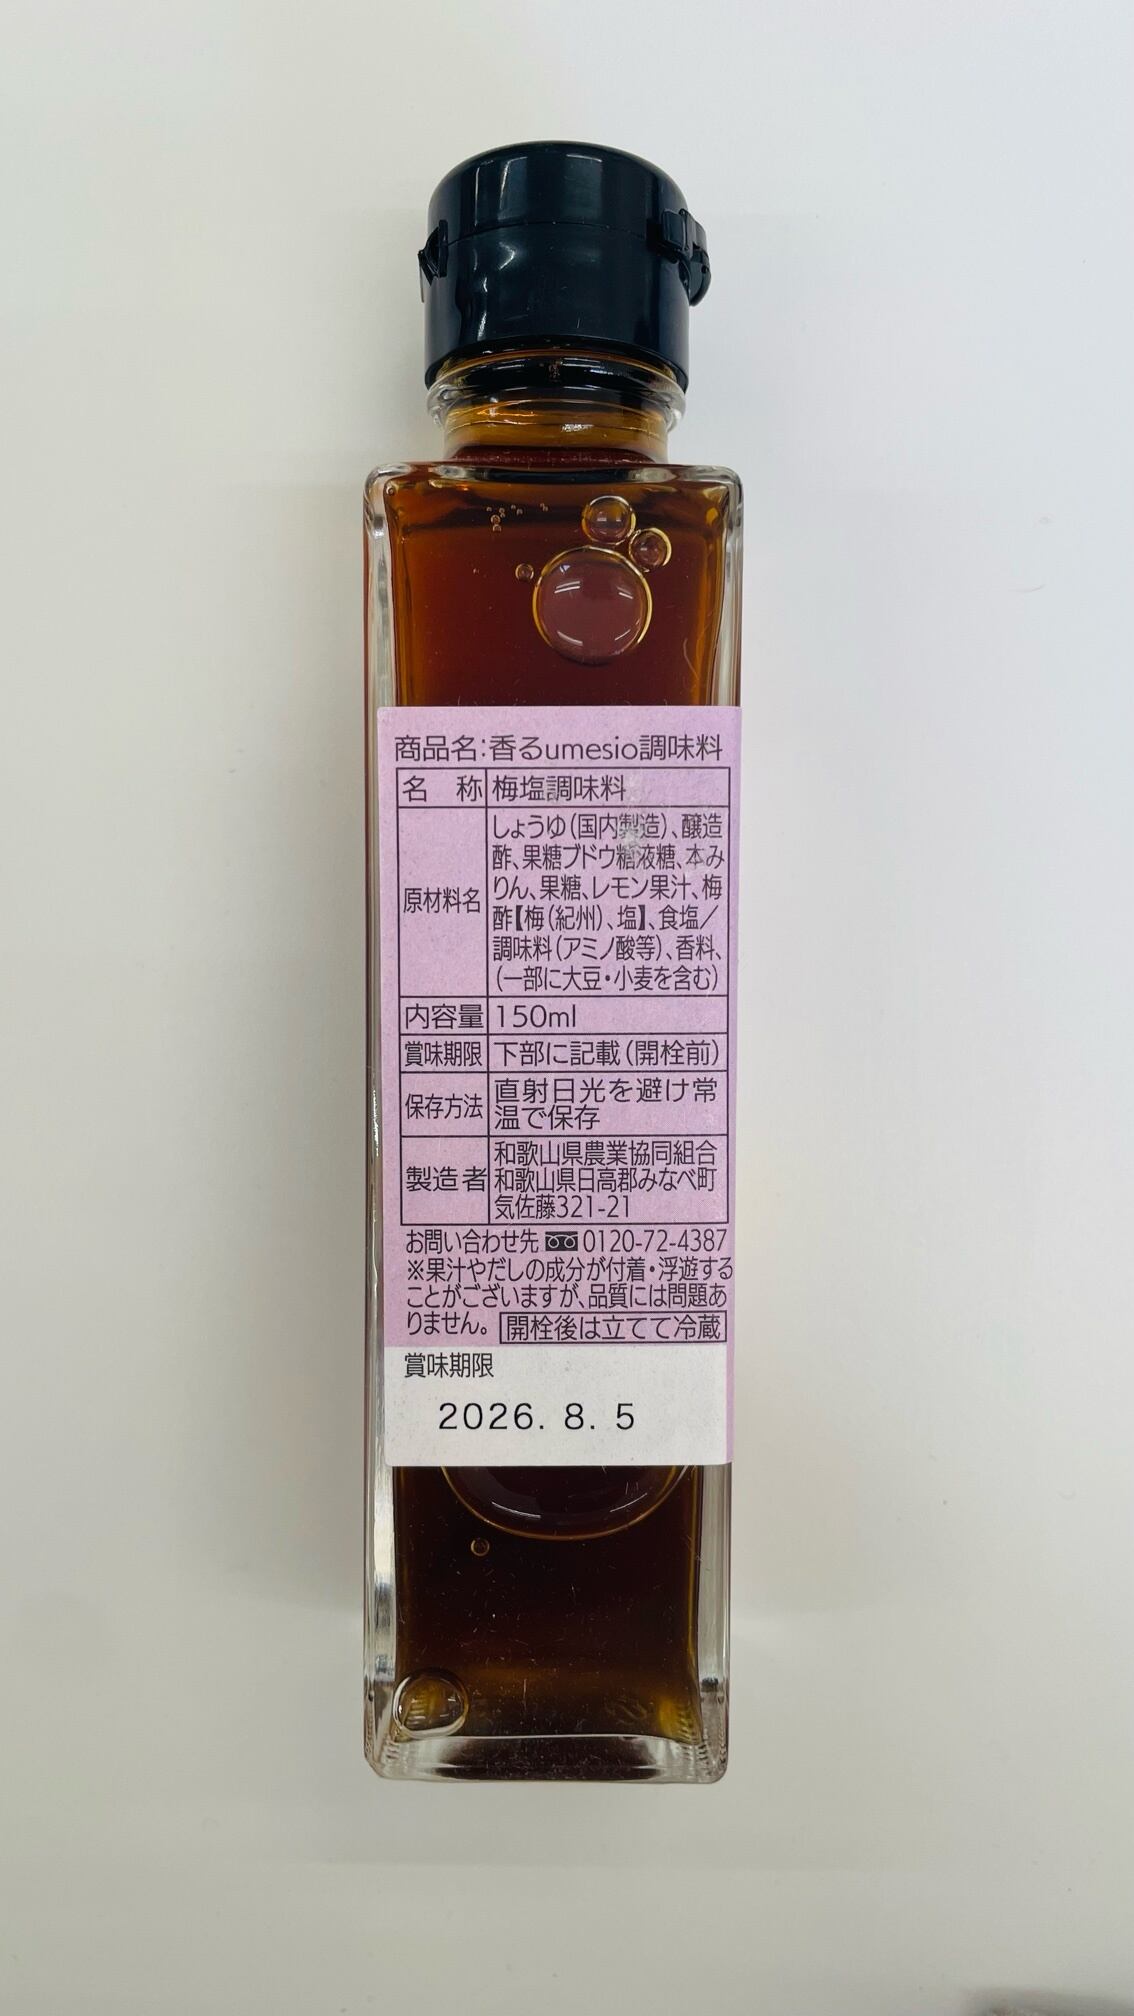 商品名:香るumesio調味料
名 称 梅塩調味料
原材料名
しょうゆ(国内製造)、醸造
酢、果糖ブドウ糖液糖、本み
りん、果糖、レモン果汁、梅
酢【梅(紀州)、塩】、食塩／
調味料(アミノ酸等)、香料、
(一部に大豆・小麦を含む)
内容量 150ml
賞味期限 下部に記載(開栓前)
保存方法
直射日光を避け常
温で保存
製造者
和歌山県農業協同組合
和歌山県日高郡みなべ町
気佐藤321-21
お問い合わせ先 0120-72-4387
※果汁やだしの成分が付着・浮遊する
ことがございますが、品質には問題あ
りません。 開栓後は立てて冷蔵
賞味期限
2026. 8. 5